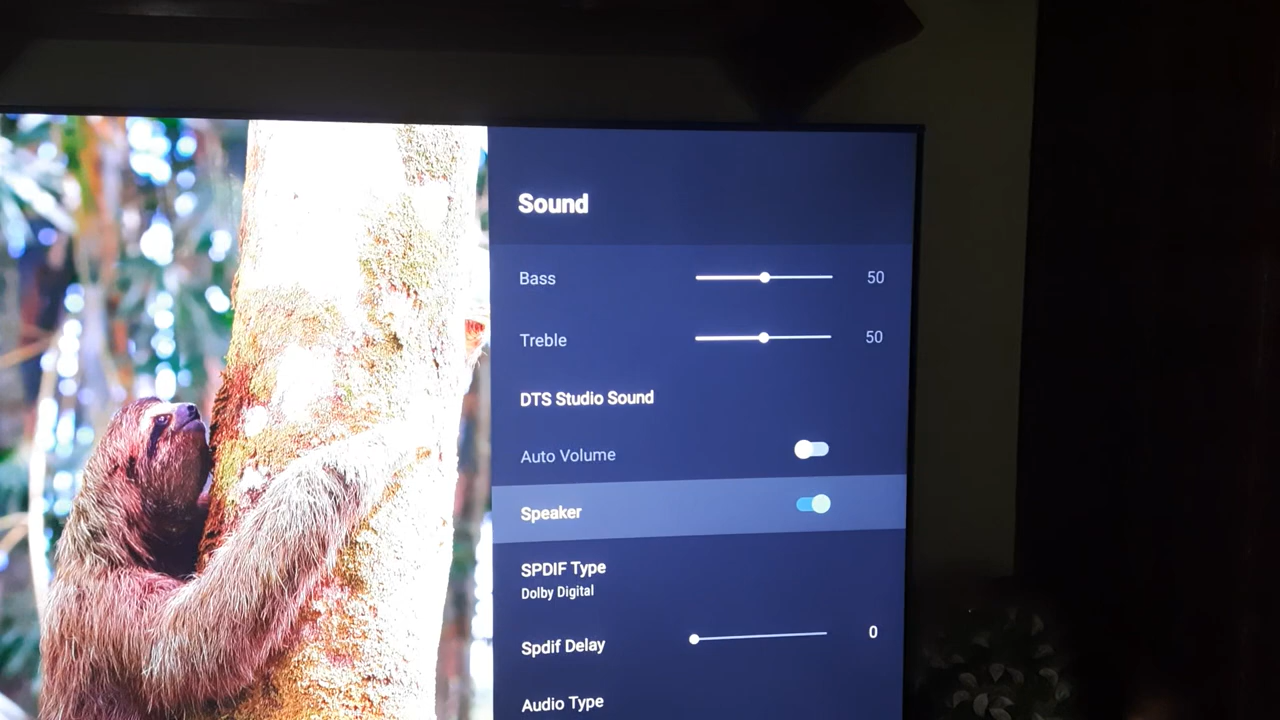 Sound
Bass 50
Treble 50
DTS Studio Sound
Auto Volume
Speaker
SPDIF Type
Dolby Digital
Spdif Delay 0
Audio Type